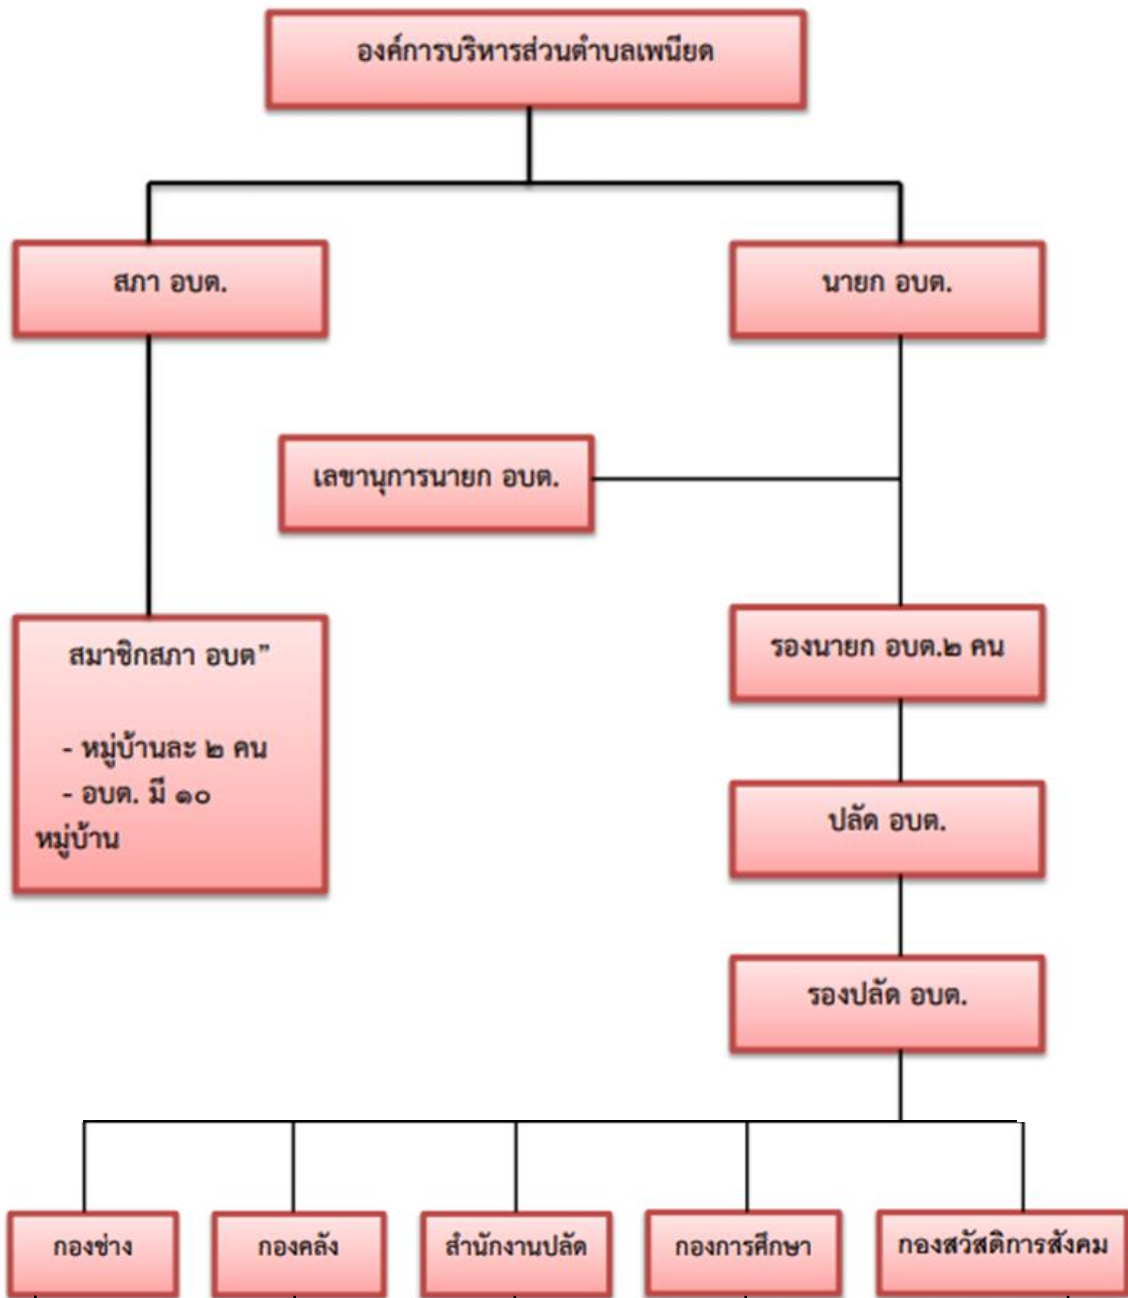 องค์การบริหารส่วนตำบลเพนียด
สภา อบต.
นายก อบต.
เลขานุการนายก อบต.
สมาชิกสภา อบต”
- หมู่บ้านละ ๒ คน
- อบต. มี ๑๐
หมู่บ้าน
รองนายก อบต.๒ คน
ปลัด อบต.
รองปลัด อบต.
กองช่าง
กองคลัง
สำนักงานปลัด
กองการศึกษา
กองสวัสดิการสังคม